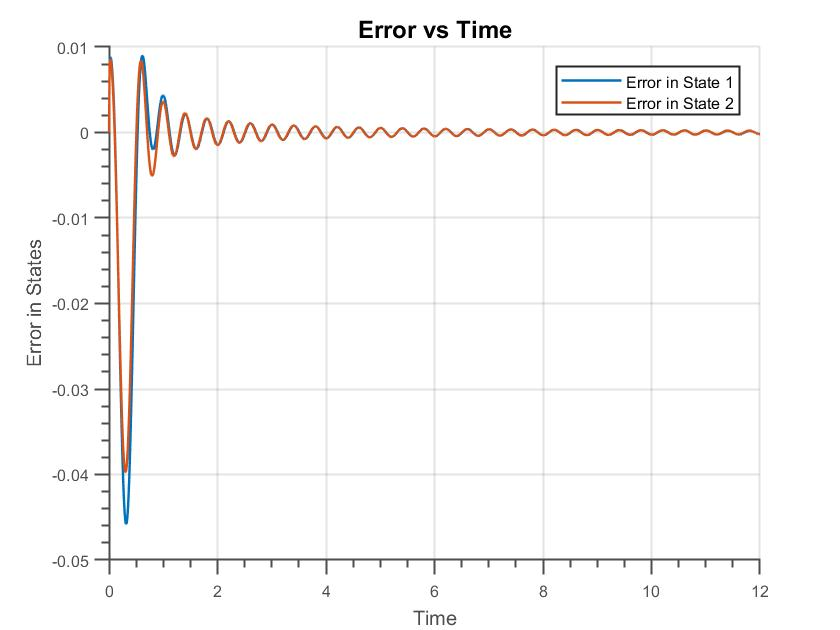 Error vs Time
Error in State 1
Error in State 2
0.01
0
-0.01
-0.02
-0.03
-0.04
-0.05
Error in States
0 2 4 6 8 10 12
Time